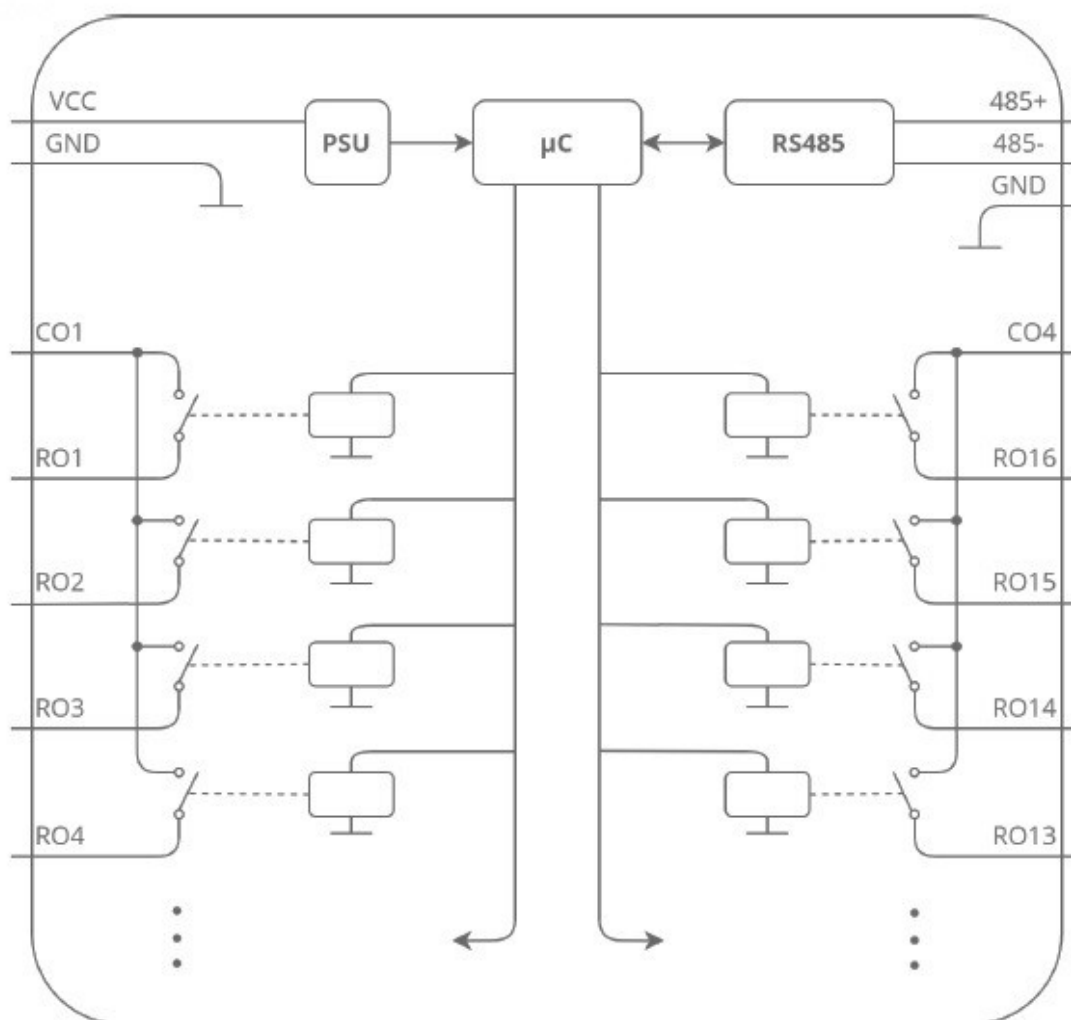 VCC
GND
PSU
µC
RS485
485+
485-
GND
CO1
RO1
RO2
RO3
RO4
CO4
RO16
RO15
RO14
RO13